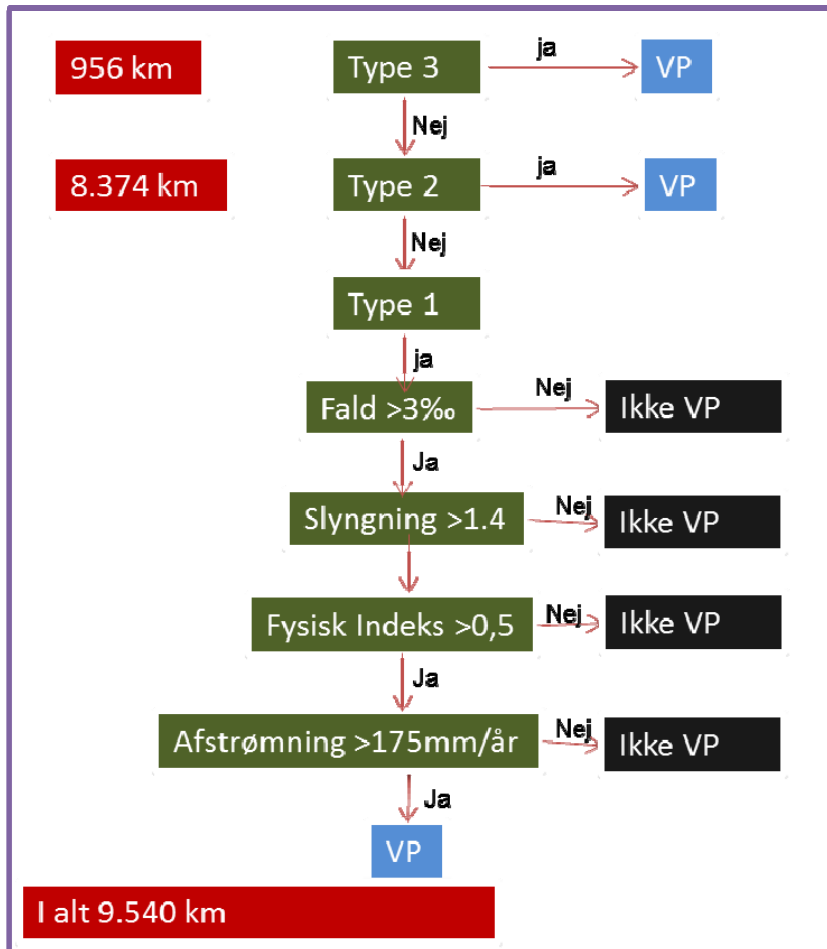 956 km
Type 3
ja
VP
Nej
8.374 km
Type 2
ja
VP
Nej
Type 1
ja
Fald >3‰
Nej
Ikke VP
Ja
Slyngning >1.4
Nej
Ikke VP
Fysisk Indeks >0,5
Nej
Ikke VP
Ja
Afstrømning >175mm/år
Nej
Ikke VP
Ja
VP
I alt 9.540 km